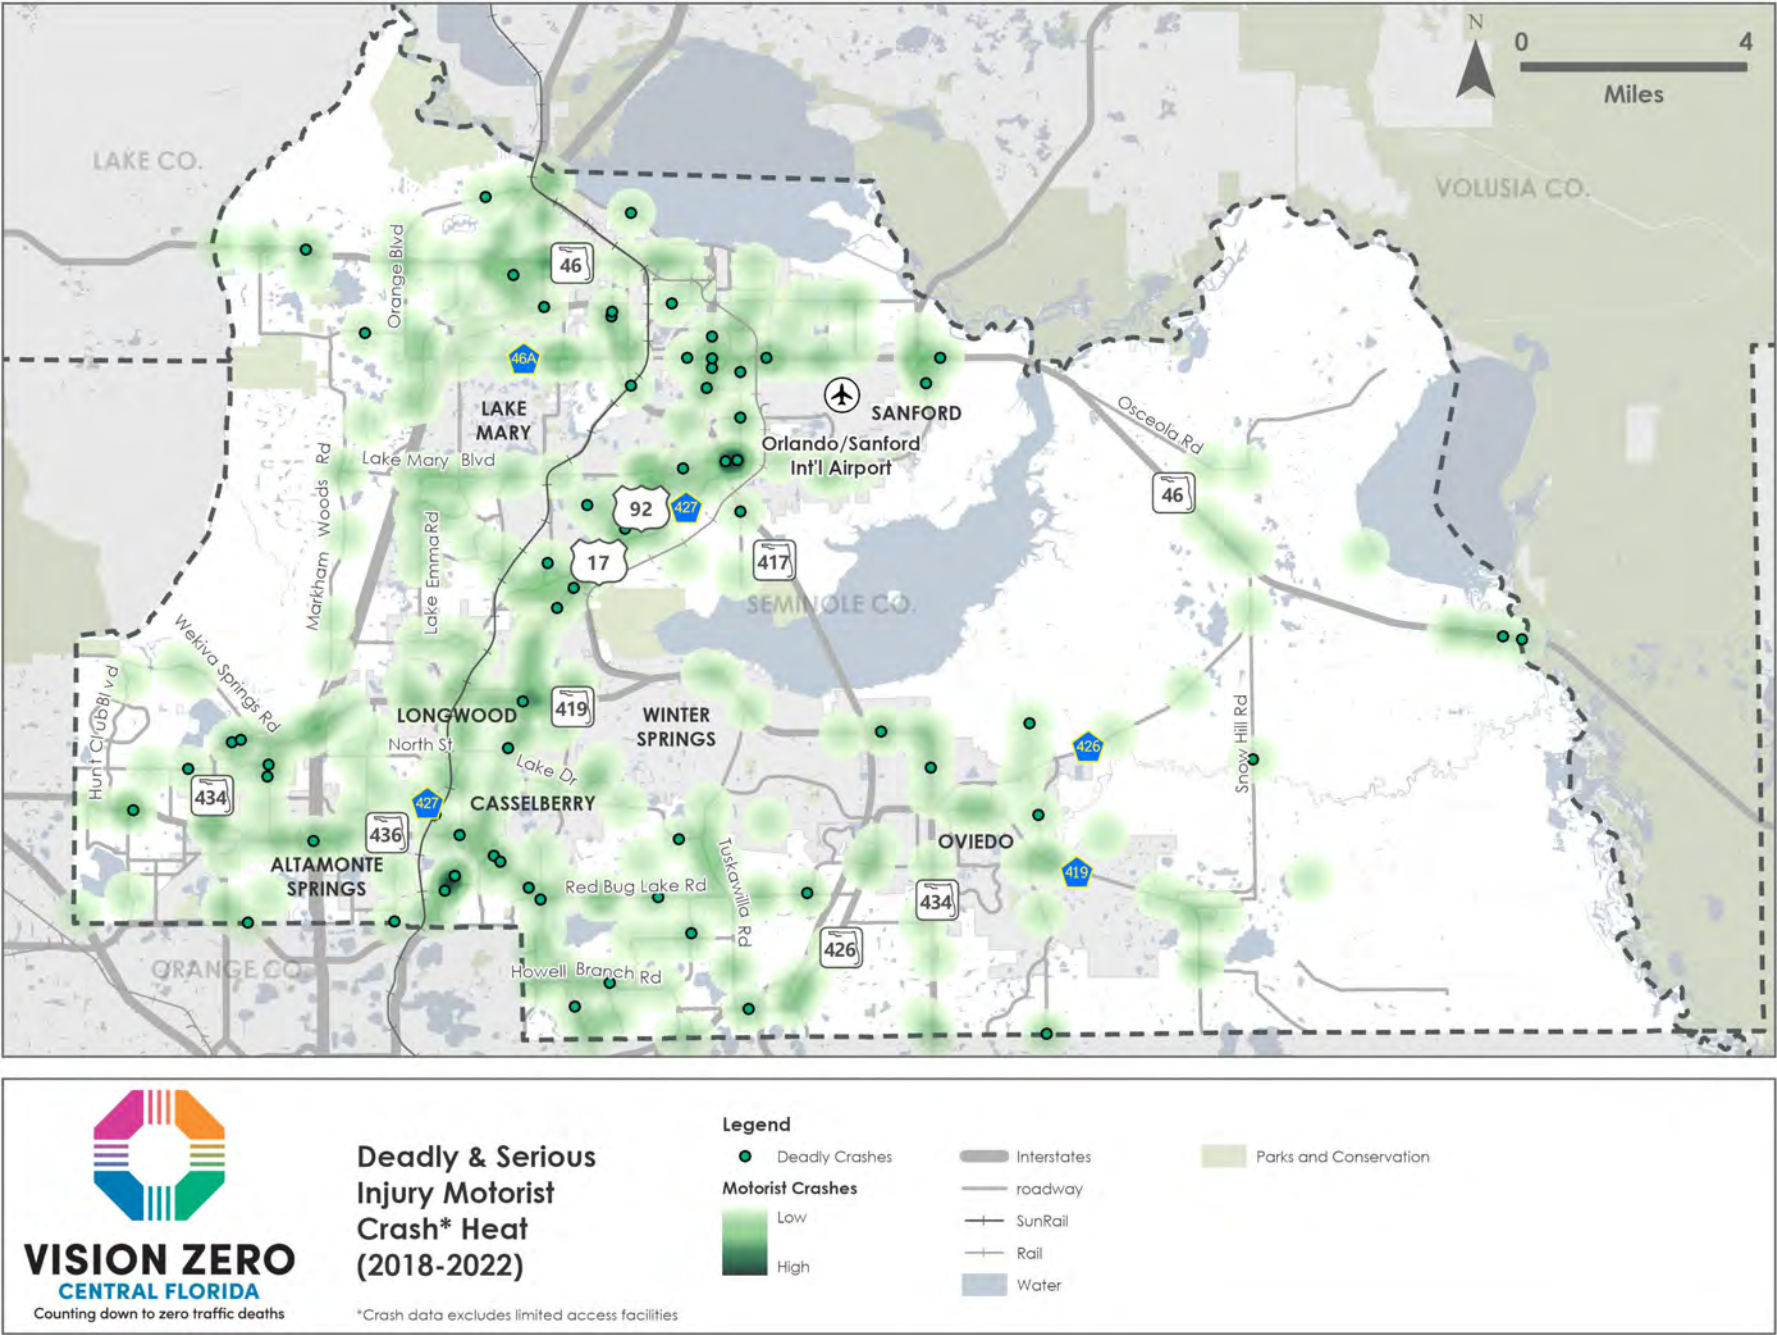 N
0 4
Miles
LAKE CO.
VOLUSIA CO.
Orange Blvd
46
46A
LAKE
MARY
SANFORD
Orlando/Sanford
Int'l Airport
Osceola Rd
46
Lake Mary Blvd
Markham Woods Rd
Lake Emma Rd
92
427
17
417
SEMINOLE CO.
Wekiva Springs Rd
Hunt Club Blvd
LONGWOOD
419
WINTER
SPRINGS
North St
Lake Dr
426
Snow Hill Rd
434
427
CASSELBERRY
436
OVIEDO
ALTAMONTE
SPRINGS
Tuskawilla Rd
419
Red Bug Lake Rd
434
426
ORANGE CO.
Howell Branch Rd
VISION ZERO
CENTRAL FLORIDA
Counting down to zero traffic deaths
Deadly & Serious
Injury Motorist
Crash* Heat
(2018-2022)
*Crash data excludes limited access facilities
Legend
Deadly Crashes
Motorist Crashes
Low
High
Interstates
roadway
SunRail
Rail
Water
Parks and Conservation